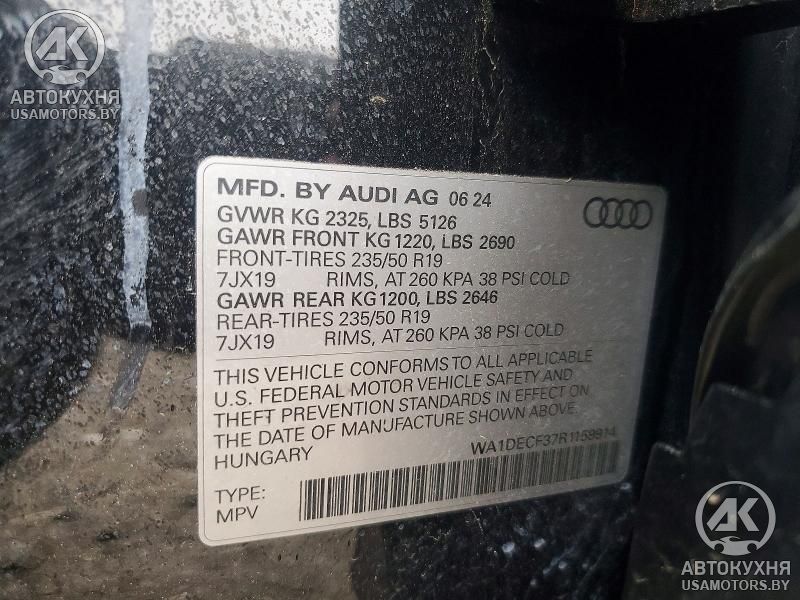 АК
АВТОКУХНЯ
USAMOTORS.BY
MFD. BY AUDI AG 06 24
GVWR KG 2325, LBS 5126
GAWR FRONT KG 1220, LBS 2690
FRONT-TIRES 235/50 R19
7JX19 RIMS, AT 260 KPA 38 PSI COLD
GAWR REAR KG 1200, LBS 2646
REAR-TIRES 235/50 R19
7JX19 RIMS, AT 260 KPA 38 PSI COLD
THIS VEHICLE CONFORMS TO ALL APPLICABLE
U.S. FEDERAL MOTOR VEHICLE SAFETY AND
THEFT PREVENTION STANDARDS IN EFFECT ON
THE DATE OF MANUFACTURE SHOWN ABOVE.
HUNGARY WA1DECF37R1159914
TYPE:
MPV
АК
АВТОКУХНЯ
USAMOTORS.BY